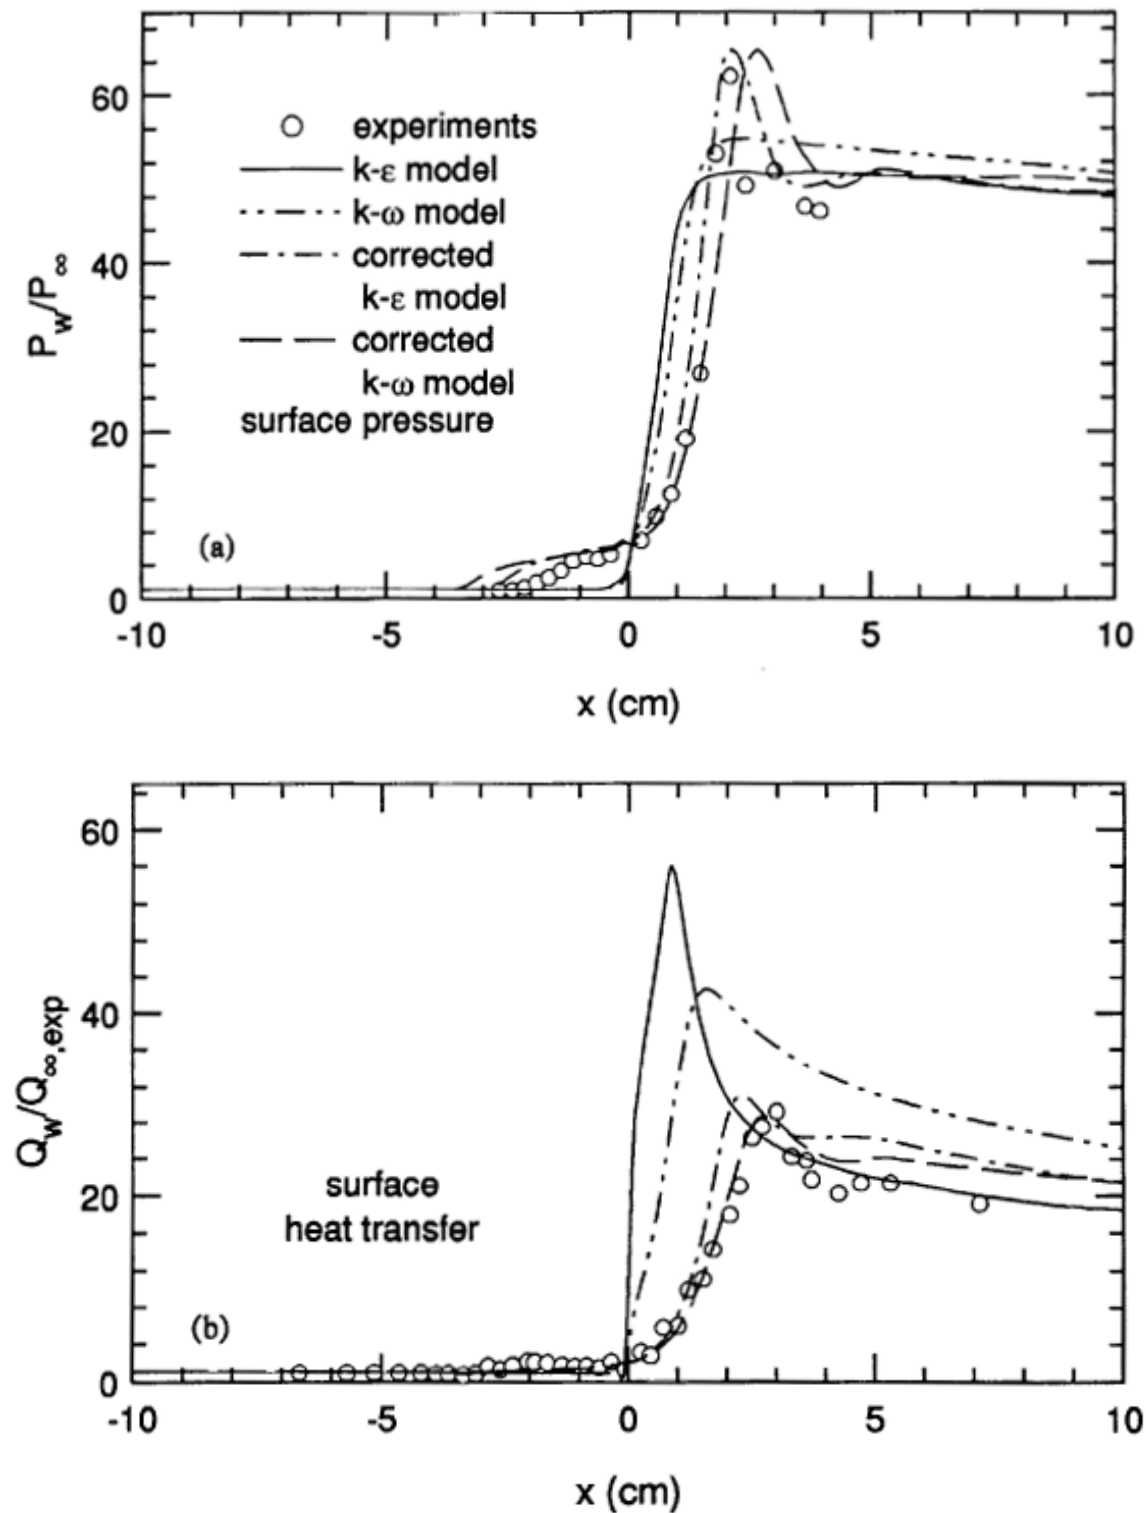 60
40
20
0
P_w/P_∞
experiments
k-ε model
k-ω model
corrected
k-ε model
corrected
k-ω model
surface pressure
(a)
-10 -5 0 5 10
x (cm)
60
40
20
0
Q_w/Q_∞,exp
surface
heat transfer
(b)
-10 -5 0 5 10
x (cm)